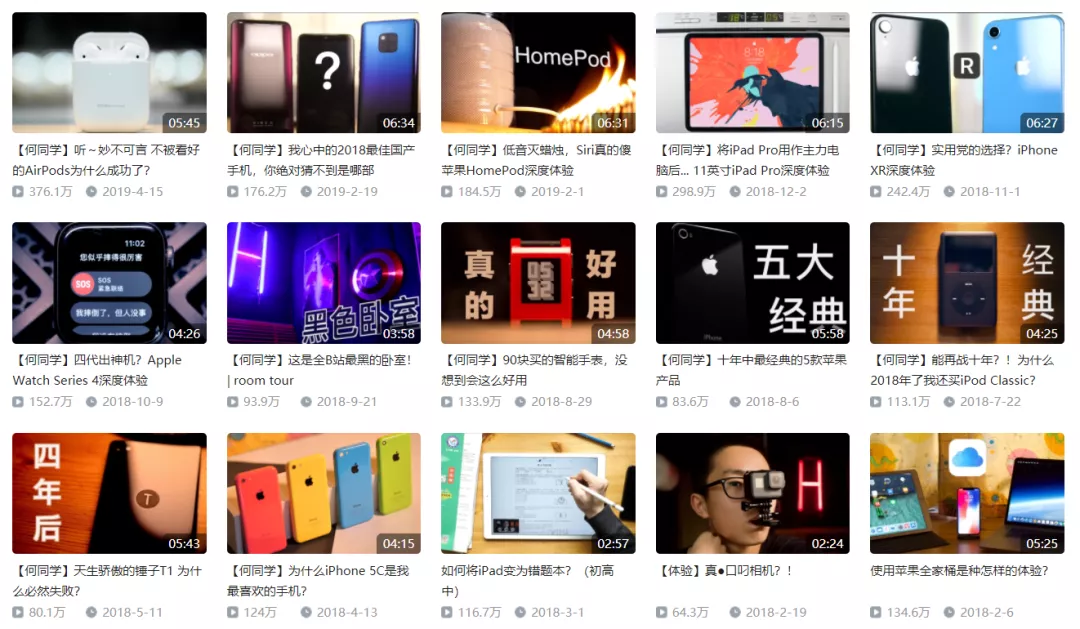 05:45
?
06:34
HomePod
06:31
8:18
06:15
R
06:27
【何同学】听～妙不可言 不被看好
的AirPods为什么成功了?
【何同学】我心中的2018最佳国产
手机，你绝对猜不到是哪部
【何同学】低音灭蜡烛，Siri真的傻
苹果HomePod深度体验
【何同学】将iPad Pro用作主力电
脑后... 11英寸iPad Pro深度体验
【何同学】实用党的选择？iPhone
XR深度体验
376.1万 2019-4-15
176.2万 2019-2-19
184.5万 2019-2-1
298.9万 2018-12-2
242.4万 2018-11-1
11:02
您似乎摔得很厉害
SOS
紧急联络
我摔倒了，但人没事
04:26
黑色卧室
03:58
真的
05
32
好用
04:58
五大
经典
iPhone
05:58
十年
经典
04:25
【何同学】四代出神机？Apple
Watch Series 4深度体验
【何同学】这是全B站最黑的卧室！
| room tour
【何同学】90块买的智能手表，没
想到会这么好用
【何同学】十年中最经典的5款苹果
产品
【何同学】能再战十年？！为什么
2018年了我还买iPod Classic?
152.7万 2018-10-9
93.9万 2018-9-21
133.9万 2018-8-29
83.6万 2018-8-6
113.1万 2018-7-22
四年后
T
05:43
04:15
02:57
H
02:24
05:25
【何同学】天生骄傲的锤子T1 为什
么必然失败?
【何同学】为什么iPhone 5C是我
最喜欢的手机?
如何将iPad变为错题本？（初高
中）
【体验】真●口叼相机？！
使用苹果全家桶是种怎样的体验?
80.1万 2018-5-11
124万 2018-4-13
116.7万 2018-3-1
64.3万 2018-2-19
134.6万 2018-2-6